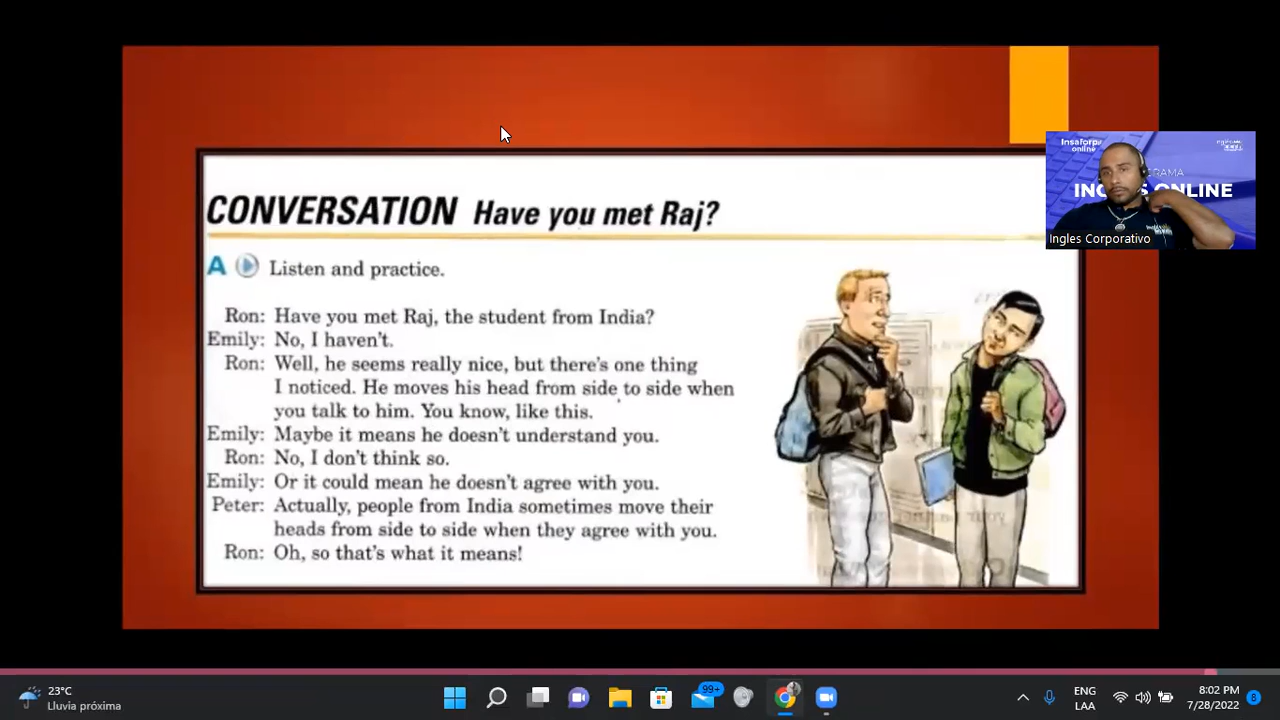 CONVERSATION Have you met Raj?
A Listen and practice.
Ron: Have you met Raj, the student from India?
Emily: No, I haven't.
Ron: Well, he seems really nice, but there's one thing
I noticed. He moves his head from side to side when
you talk to him. You know, like this.
Emily: Maybe it means he doesn't understand you.
Ron: No, I don't think so.
Emily: Or it could mean he doesn't agree with you.
Peter: Actually, people from India sometimes move their
heads from side to side when they agree with you.
Ron: Oh, so that's what it means!
online
ONLINE
Ingles Corporativo
23°C
Lluvia próxima
99+
ENG
LAA
8:02 PM
7/28/2022
8